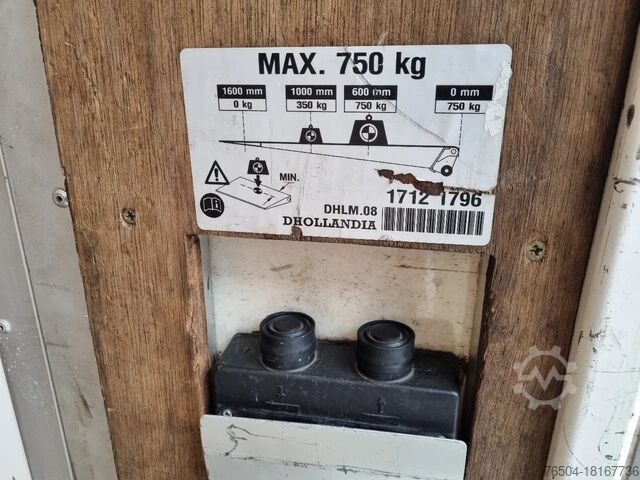 MAX. 750 kg
1600 mm 1000 mm 600 mm 0 mm
0 kg 350 kg 750 kg 750 kg
MIN.
DHLM.08 1712 1796
DHOLLANDIA
76504-18167736